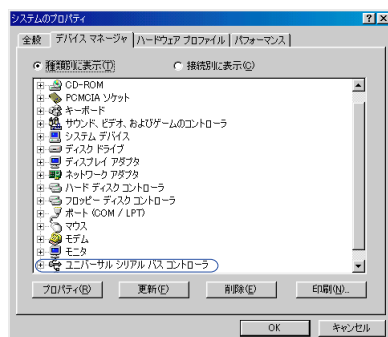 システムのプロパティ
全般 デバイス マネージャ ハードウェア プロファイル パフォーマンス
種類別に表示(T) 接続別に表示(C)
CD-ROM
PCMCIA ソケット
キーボード
サウンド、ビデオ、およびゲームのコントローラ
システム デバイス
ディスク ドライブ
ディスプレイ アダプタ
ネットワーク アダプタ
ハード ディスク コントローラ
フロッピー ディスク コントローラ
ポート (COM / LPT)
マウス
モデム
モニタ
ユニバーサル シリアル バス コントローラ
プロパティ(R) 更新(F) 削除(E) 印刷(N)...
OK キャンセル